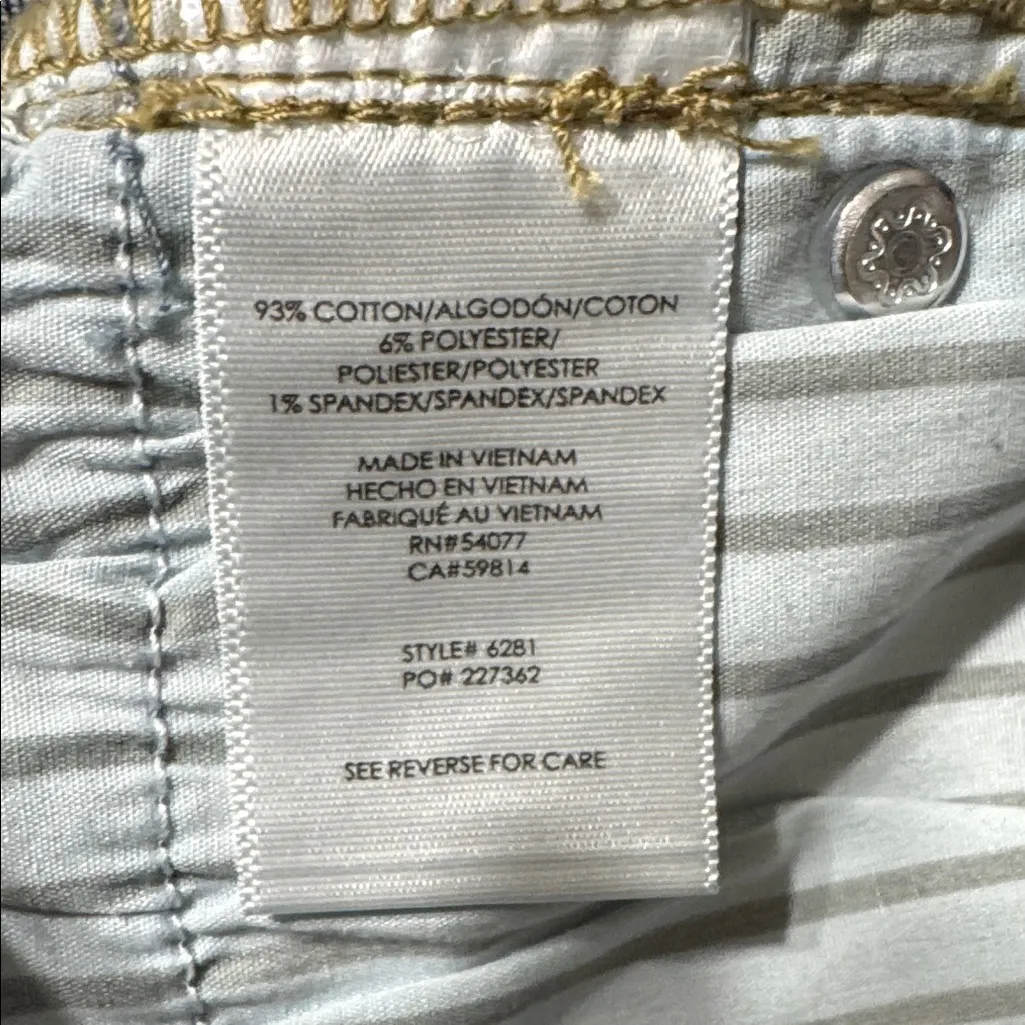 93% COTTON/ALGODÓN/COTON
6% POLYESTER/
POLIESTER/POLYESTER
1% SPANDEX/SPANDEX/SPANDEX
MADE IN VIETNAM
HECHO EN VIETNAM
FABRIQUÉ AU VIETNAM
RN#54077
CA#59814
STYLE# 6281
PO# 227362
SEE REVERSE FOR CARE